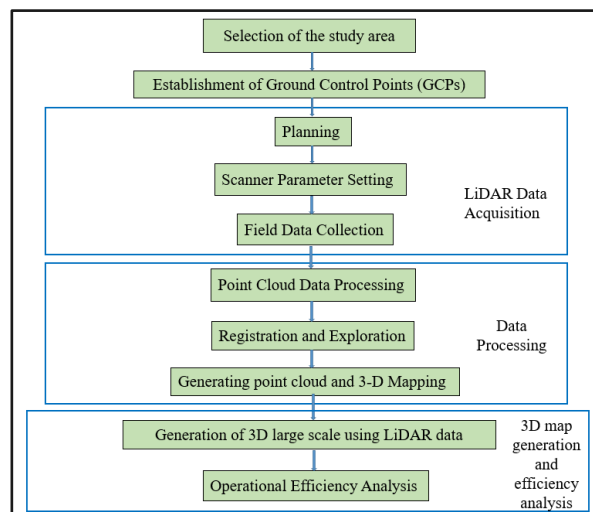 Selection of the study area
Establishment of Ground Control Points (GCPs)
Planning
Scanner Parameter Setting
Field Data Collection
LiDAR Data
Acquisition
Point Cloud Data Processing
Registration and Exploration
Generating point cloud and 3-D Mapping
Data
Processing
Generation of 3D large scale using LiDAR data
Operational Efficiency Analysis
3D map
generation
and
efficiency
analysis